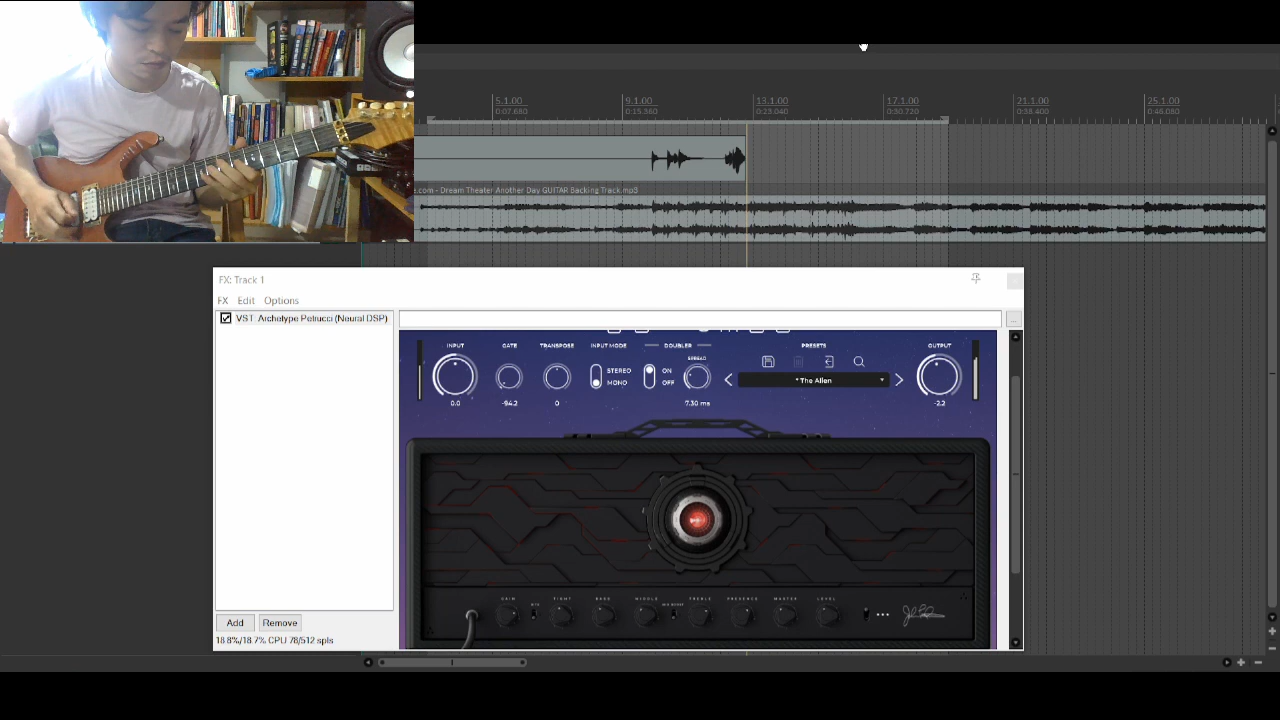 5.1.00 9.1.00 13.1.00 17.1.00 21.1.00 25.1.00
0:07.680 0:15.360 0:23.040 0:30.720 0:38.400 0:46.080
.com - Dream Theater Another Day GUITAR Backing Track.mp3
FX: Track 1
FX Edit Options
VST: Archetype Petrucci (Neural DSP)
...
INPUT GATE TRANSPOSE INPUT MODE DOUBLER PRESETS OUTPUT
SPREAD
STEREO ON
MONO OFF
* The Alien
0.0 -94.2 0 7.30 ms -2.2
GAIN TIGHT BASS MIDDLE TREBLE PRESENCE MASTER LEVEL
Add Remove
18.8%/18.7% CPU 78/512 spls